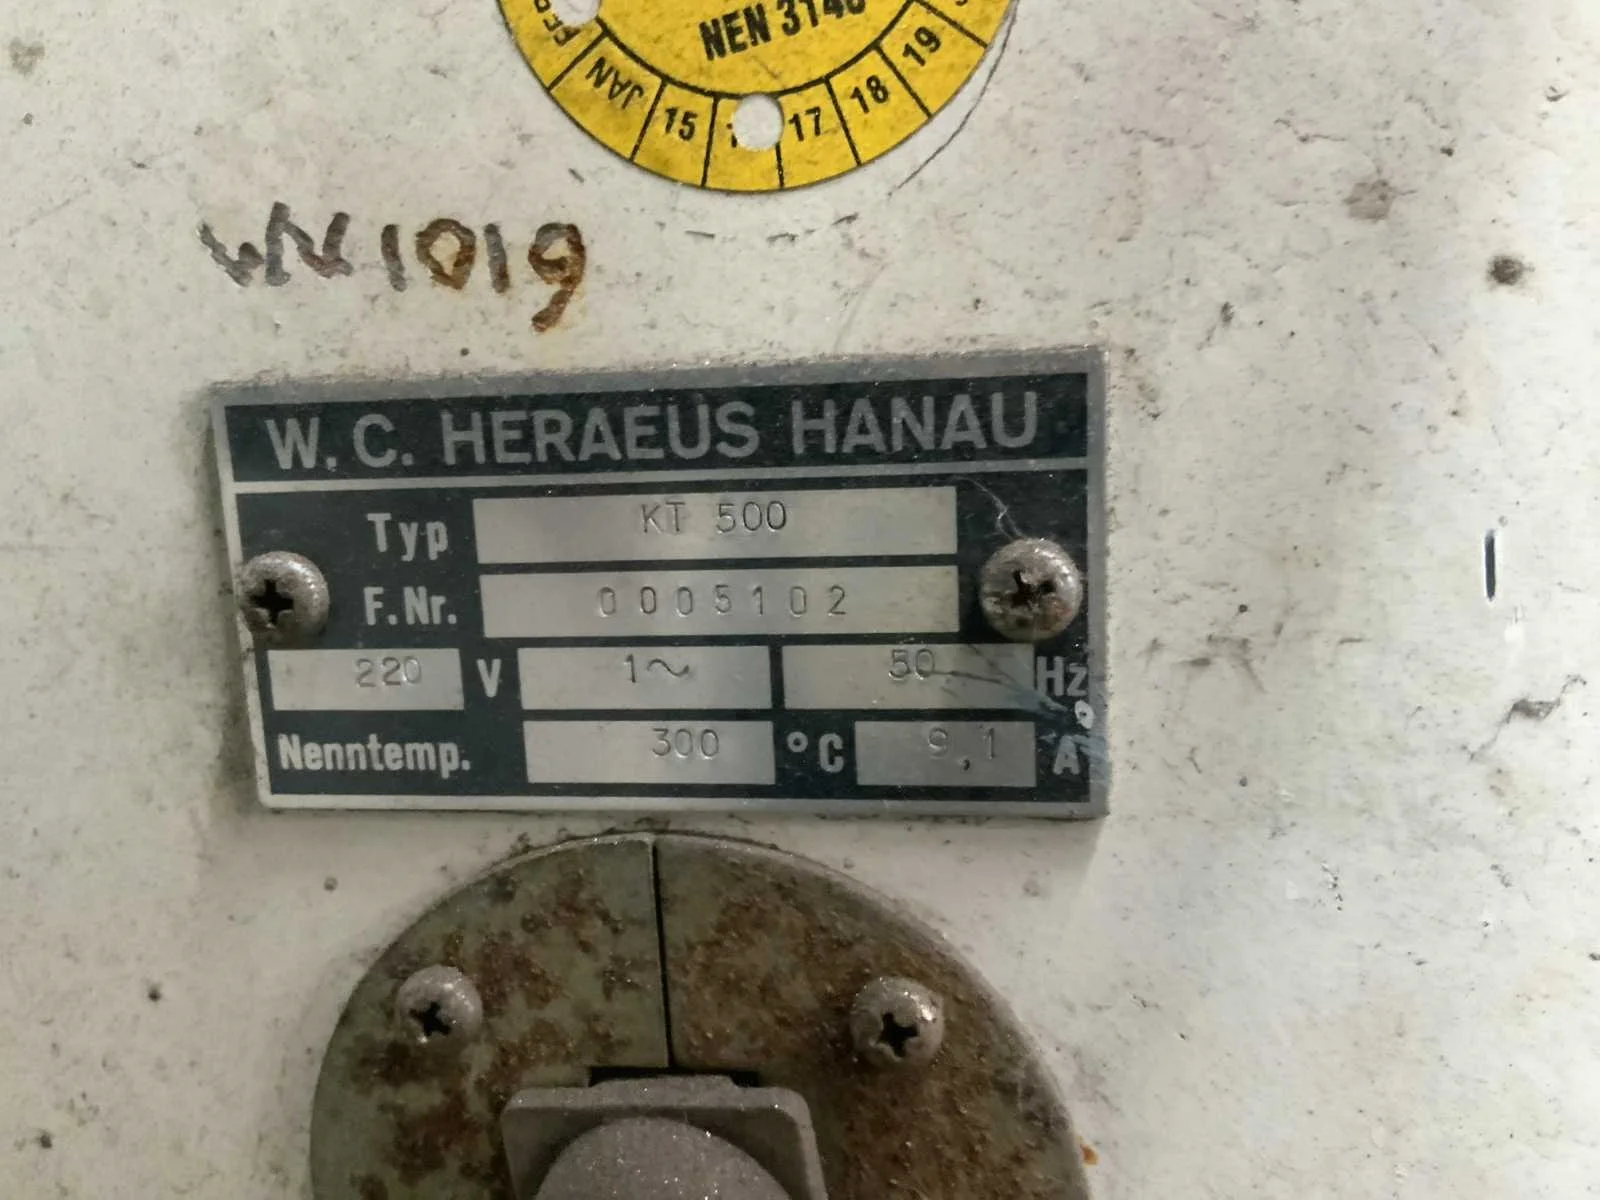 NEN 3140
JAN
15
17
18
19
1019
W. C. HERAEUS HANAU
Typ KT 500
F.Nr. 0005102
220 V 1~ 50 Hz
Nenntemp. 300 °C 9,1 A